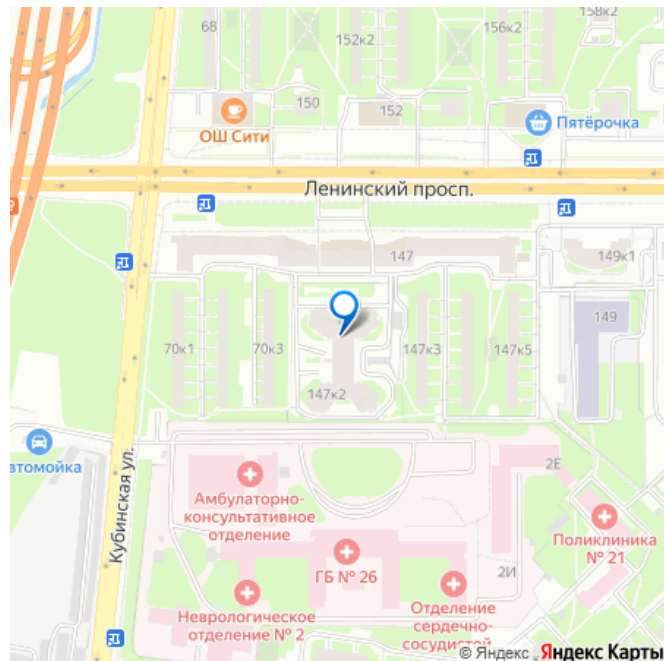 68
152к2
156к2
158к2
150
152
ОШ Сити
Пятёрочка
Ленинский просп.
147
149к1
149
70к1
70к3
147к3
147к5
147к2
втомойка
Кубинская ул.
2Е
Амбулаторно-
консультативное
отделение
Поликлиника
№ 21
ГБ № 26
2И
Неврологическое
отделение № 2
Отделение
сердечно-
сосудистой
© Яндекс Яндекс Карты